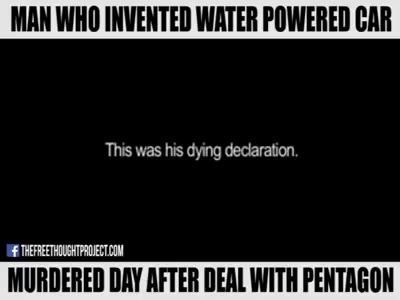 MAN WHO INVENTED WATER POWERED CAR
This was his dying declaration.
f THEFREETHOUGHTPROJECT.COM
MURDERED DAY AFTER DEAL WITH PENTAGON